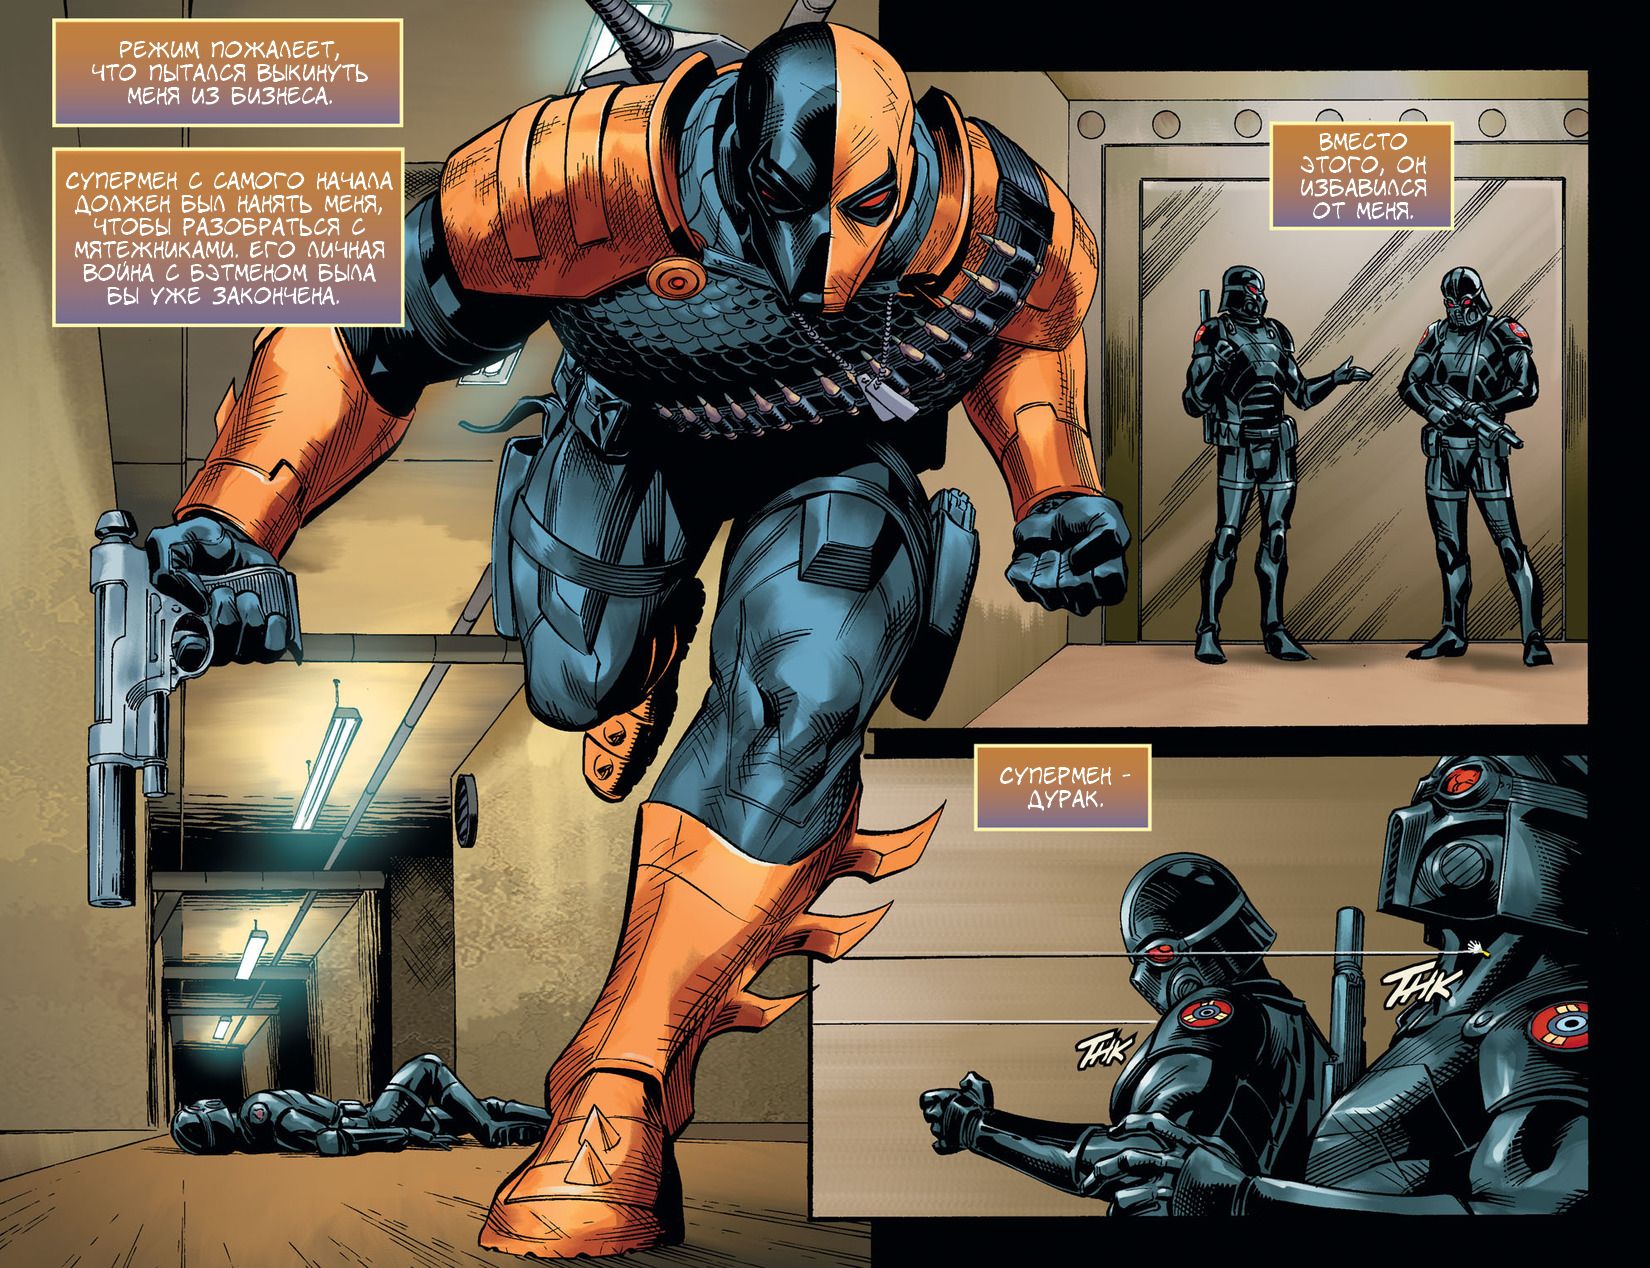 РЕЖИМ ПОЖАЛЕЕТ,
ЧТО ПЫТАЛСЯ ВЫКИНУТЬ
МЕНЯ ИЗ БИЗНЕСА.
СУПЕРМЕН С САМОГО НАЧАЛА
ДОЛЖЕН БЫЛ НАНЯТЬ МЕНЯ,
ЧТОБЫ РАЗОБРАТЬСЯ С
МЯТЕЖНИКАМИ. ЕГО ЛИЧНАЯ
ВОЙНА С БЭТМЕНОМ БЫЛА
БЫ УЖЕ ЗАКОНЧЕНА.
ВМЕСТО
ЭТОГО, ОН
ИЗБАВИЛСЯ
ОТ МЕНЯ.
СУПЕРМЕН -
ДУРАК.
THK
THK